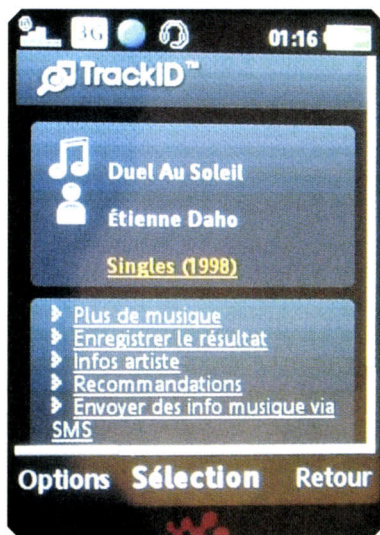 3G 01:16
TrackID™
Duel Au Soleil
Étienne Daho
Singles (1998)
Plus de musique
Enregistrer le résultat
Infos artiste
Recommandations
Envoyer des info musique via
SMS
Options Sélection Retour